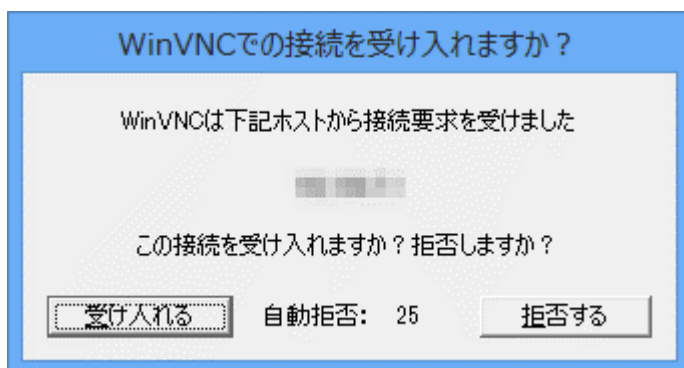 WinVNCでの接続を受け入れますか？
WinVNCは下記ホストから接続要求を受けました
この接続を受け入れますか？拒否しますか？
受け入れる 自動拒否: 25 拒否する